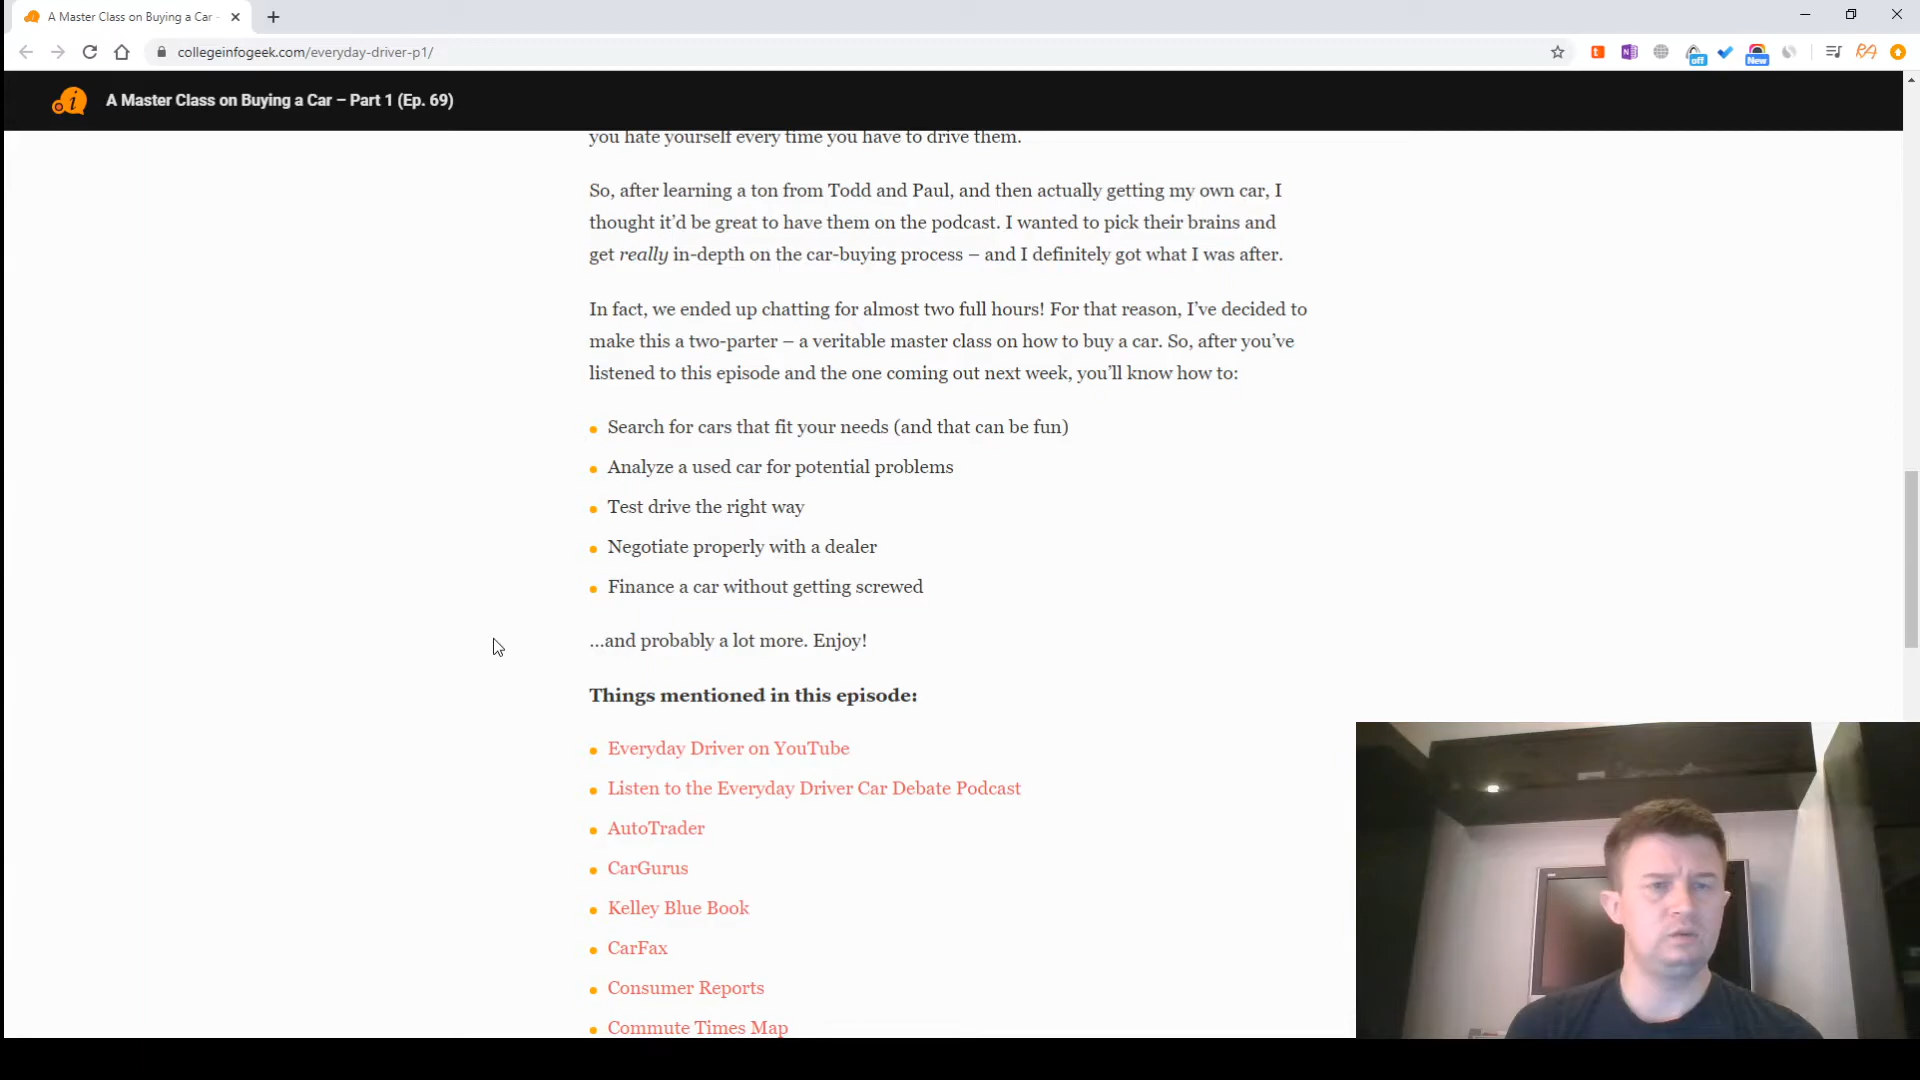 A Master Class on Buying a Car -
collegeinfogeek.com/everyday-driver-p1/
off
New
A Master Class on Buying a Car – Part 1 (Ep. 69)
you hate yourself every time you have to drive them.
So, after learning a ton from Todd and Paul, and then actually getting my own car, I
thought it’d be great to have them on the podcast. I wanted to pick their brains and
get really in-depth on the car-buying process – and I definitely got what I was after.
In fact, we ended up chatting for almost two full hours! For that reason, I’ve decided to
make this a two-parter – a veritable master class on how to buy a car. So, after you’ve
listened to this episode and the one coming out next week, you’ll know how to:
Search for cars that fit your needs (and that can be fun)
Analyze a used car for potential problems
Test drive the right way
Negotiate properly with a dealer
Finance a car without getting screwed
…and probably a lot more. Enjoy!
Things mentioned in this episode:
Everyday Driver on YouTube
Listen to the Everyday Driver Car Debate Podcast
AutoTrader
CarGurus
Kelley Blue Book
CarFax
Consumer Reports
Commute Times Map